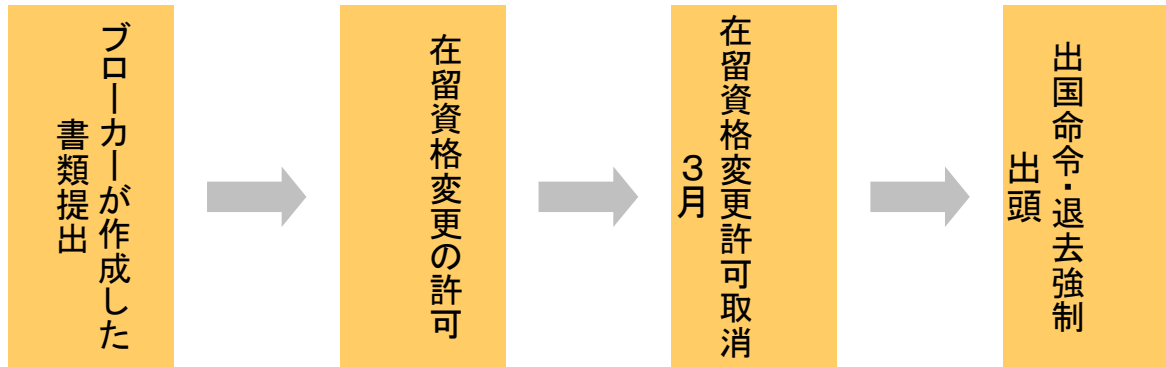 ブローカーが作成した
書類提出
在留資格変更の許可
在留資格変更許可取消
３月
出国命令・退去強制
出頭